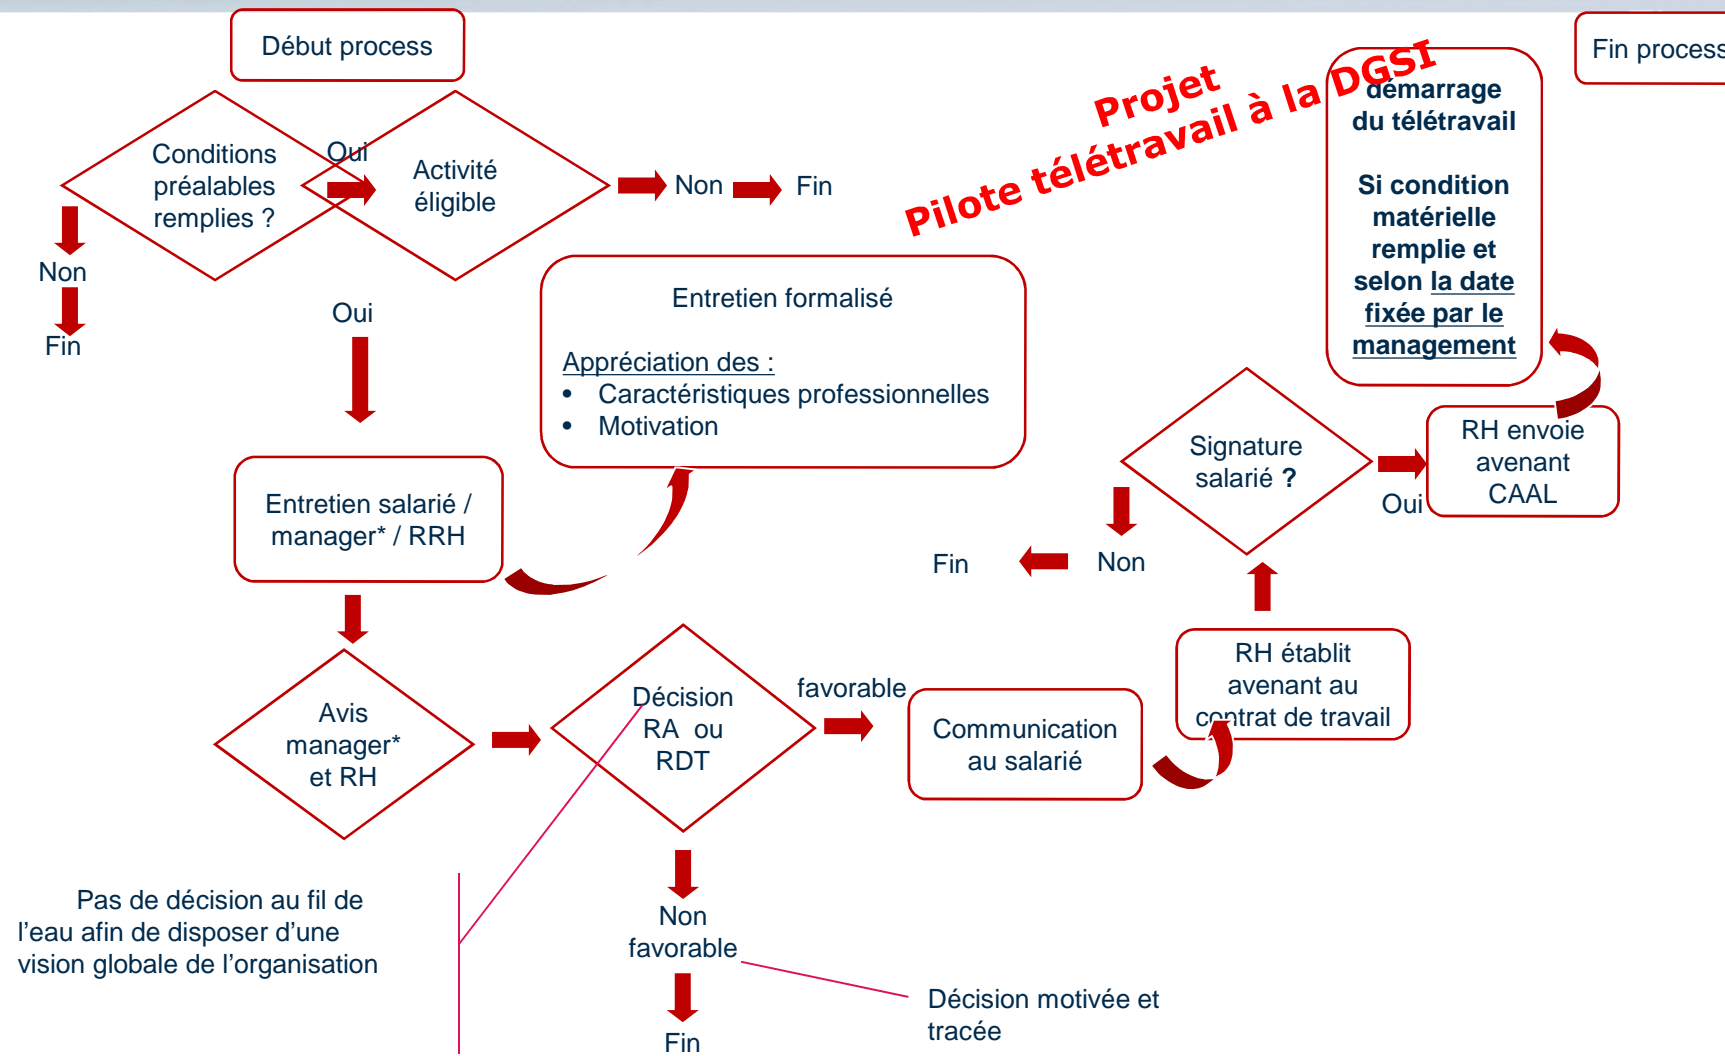 Début process
Fin process
Projet
Pilote télétravail à la DGSI
Conditions
préalables
remplies ?
Oui
Activité
éligible
Non
Fin
Non
Fin
Oui
démarrage
du télétravail
Si condition
matérielle
remplie et
selon la date
fixée par le
management
Entretien formalisé
Appréciation des :
• Caractéristiques professionnelles
• Motivation
Entretien salarié /
manager* / RRH
Signature
salarié ?
Oui
RH envoie
avenant
CAAL
Non
Fin
RH établit
avenant au
contrat de travail
Avis
manager*
et RH
Décision
RA ou
RDT
favorable
Communication
au salarié
Pas de décision au fil de
l’eau afin de disposer d’une
vision globale de l’organisation
Non
favorable
Décision motivée et
tracée
Fin